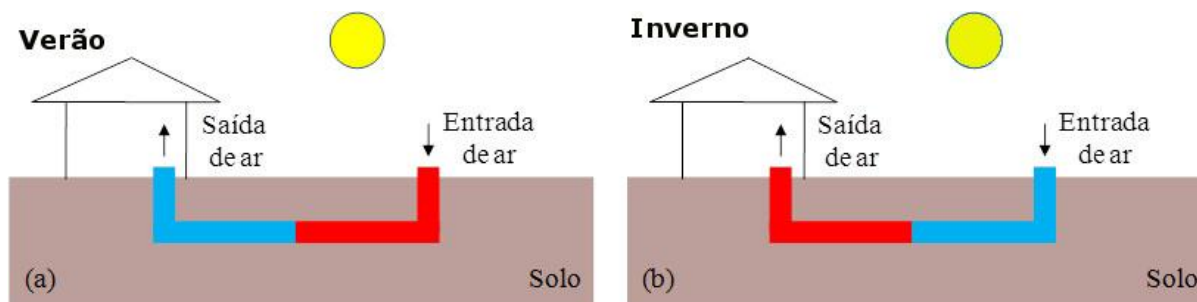 Verão
Saída
de ar
Entrada
de ar
(a)
Solo
Inverno
Saída
de ar
Entrada
de ar
(b)
Solo